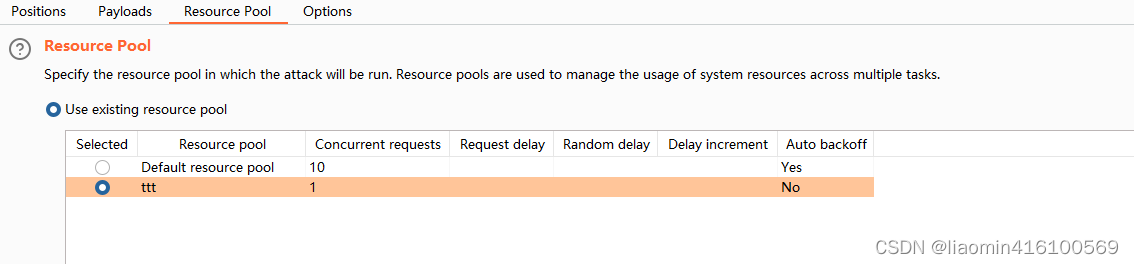 Positions Payloads Resource Pool Options
? Resource Pool
Specify the resource pool in which the attack will be run. Resource pools are used to manage the usage of system resources across multiple tasks.
Use existing resource pool
Selected Resource pool Concurrent requests Request delay Random delay Delay increment Auto backoff
Default resource pool 10 Yes
ttt 1 No
CSDN @liaomin416100569